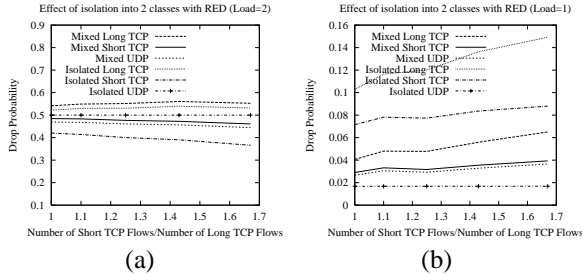 Effect of isolation into 2 classes with RED (Load=2)
Drop Probability
1
0.9
0.8
0.7
0.6
0.5
0.4
0.3
0.2
0.1
Mixed Long TCP
Mixed Short TCP
Mixed UDP
Isolated Long TCP
Isolated Short TCP
Isolated UDP
1 1.1 1.2 1.3 1.4 1.5 1.6 1.7
Number of Short TCP Flows/Number of Long TCP Flows
(a)
Effect of isolation into 2 classes with RED (Load=1)
Drop Probability
0.16
0.14
0.12
0.1
0.08
0.06
0.04
0.02
0
Mixed Long TCP
Mixed Short TCP
Mixed UDP
Isolated Long TCP
Isolated Short TCP
Isolated UDP
1 1.1 1.2 1.3 1.4 1.5 1.6 1.7
Number of Short TCP Flows/Number of Long TCP Flows
(b)